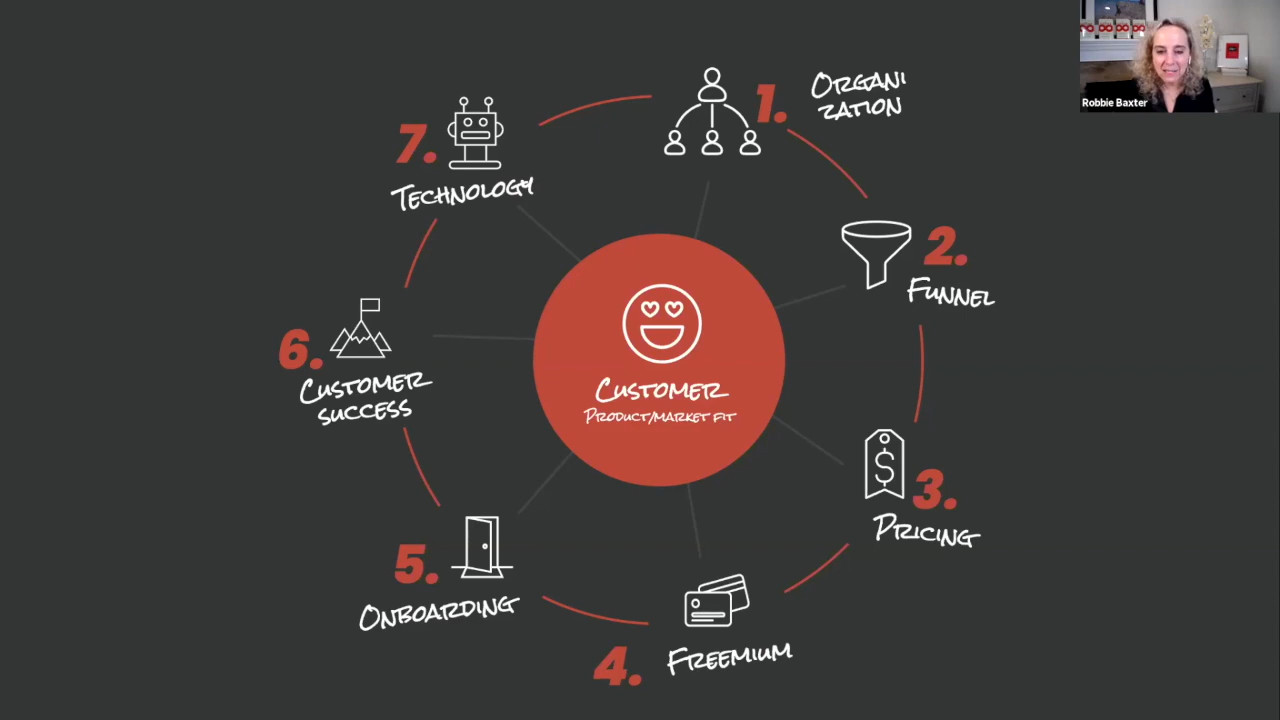 Robbie Baxter
1.
ORGANI
ZATION
2.
FUNNEL
3.
PRICING
4.
FREEMIUM
5.
ONBOARDING
6.
CUSTOMER
SUCCESS
7.
TECHNOLOGY
CUSTOMER
PRODUCT/MARKET FIT
$